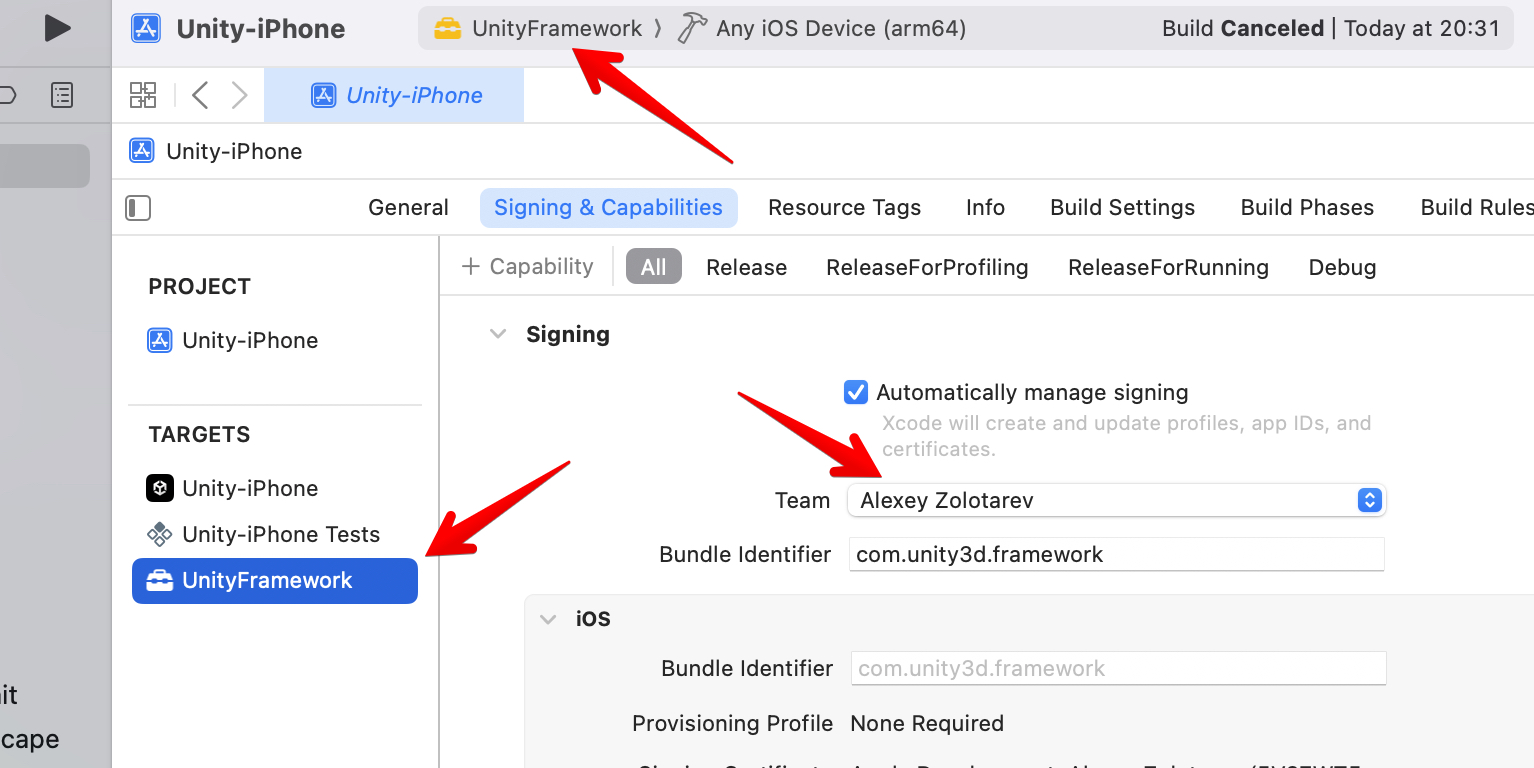 Unity-iPhone
UnityFramework
Any iOS Device (arm64)
Build Canceled | Today at 20:31
Unity-iPhone
Unity-iPhone
General
Signing & Capabilities
Resource Tags
Info
Build Settings
Build Phases
Build Rules
+ Capability
All
Release
ReleaseForProfiling
ReleaseForRunning
Debug
PROJECT
Unity-iPhone
TARGETS
Unity-iPhone
Unity-iPhone Tests
UnityFramework
Signing
Automatically manage signing
Xcode will create and update profiles, app IDs, and
certificates.
Team
Alexey Zolotarev
Bundle Identifier
com.unity3d.framework
iOS
Bundle Identifier
com.unity3d.framework
Provisioning Profile
None Required
it
cape